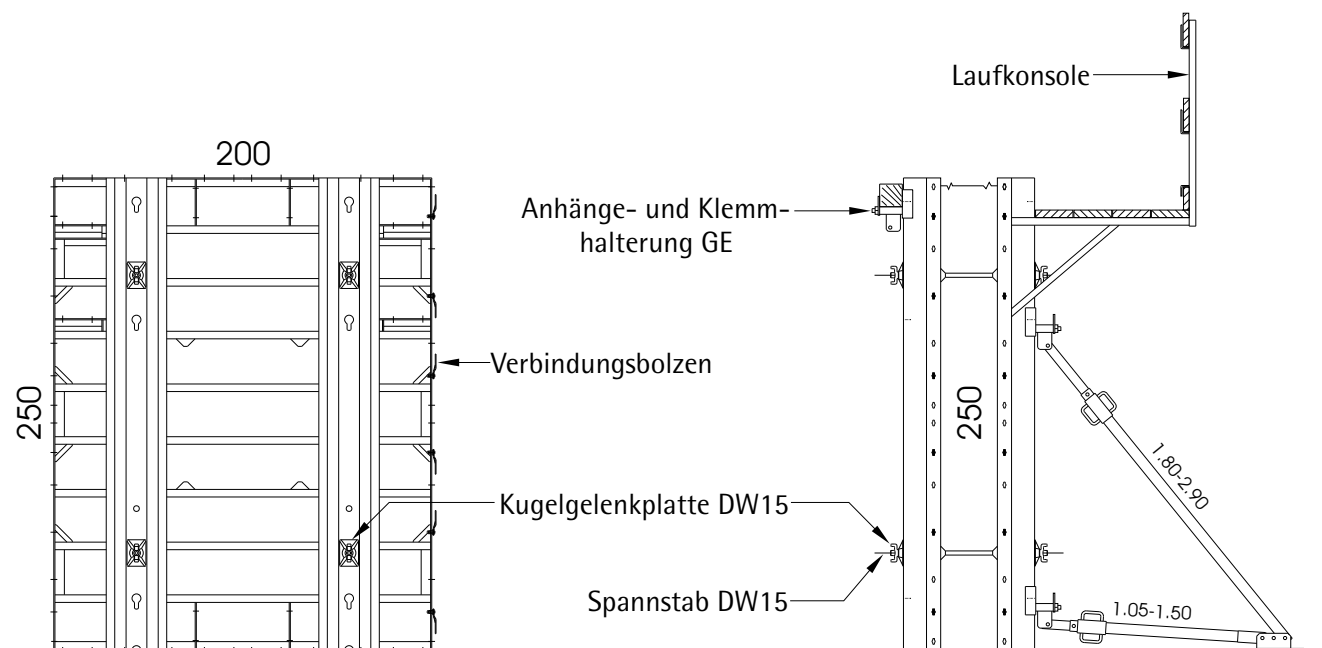 Laufkonsole
200
Anhänge- und Klemm-
halterung GE
Verbindungsbolzen
250
250
1.80-2.90
Kugelgelenkplatte DW15
Spannstab DW15
1.05-1.50